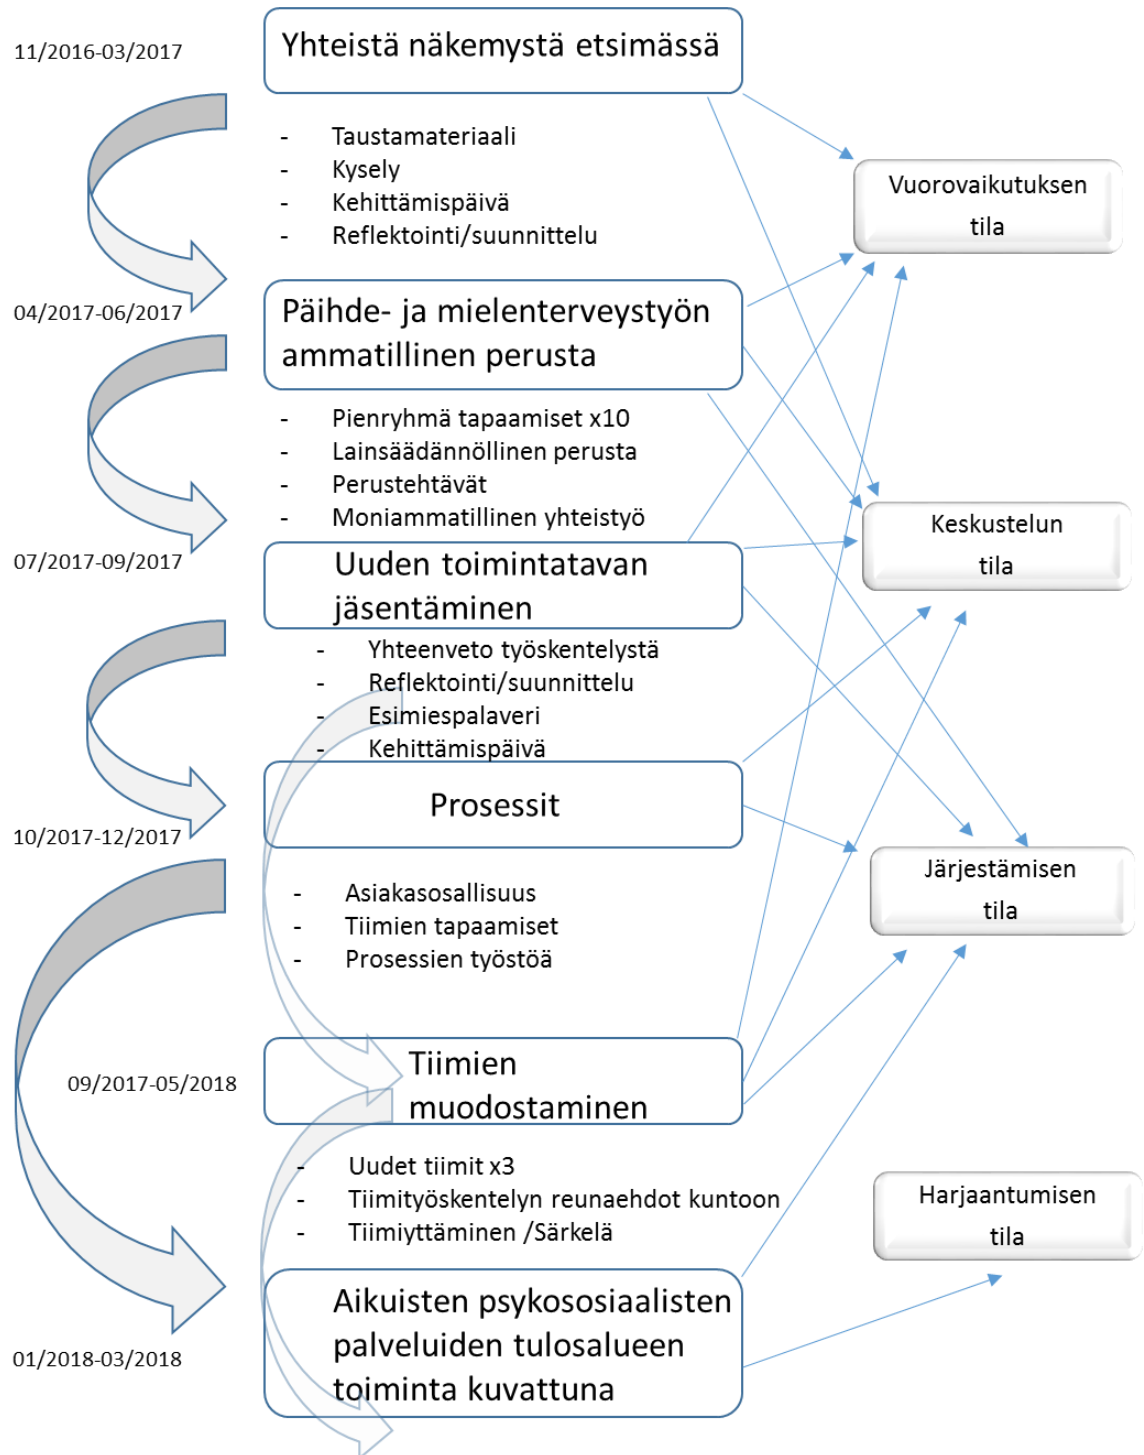 11/2016-03/2017
Yhteistä näkemystä etsimässä
- Taustamateriaali
- Kysely
- Kehittämispäivä
- Reflektointi/suunnittelu
Vuorovaikutuksen
tila
04/2017-06/2017
Päihde- ja mielenterveystyön
ammatillinen perusta
- Pienryhmä tapaamiset x10
- Lainsäädännöllinen perusta
- Perustehtävät
- Moniammatillinen yhteistyö
Keskustelun
tila
07/2017-09/2017
Uuden toimintatavan
jäsentäminen
- Yhteenveto työskentelystä
- Reflektointi/suunnittelu
- Esimiespalaveri
- Kehittämispäivä
10/2017-12/2017
Prosessit
- Asiakasosallisuus
- Tiimien tapaamiset
- Prosessien työstöä
Järjestämisen
tila
09/2017-05/2018
Tiimien
muodostaminen
- Uudet tiimit x3
- Tiimityöskentelyn reunaehdot kuntoon
- Tiimiyttäminen /Särkelä
Harjaantumisen
tila
01/2018-03/2018
Aikuisten psykososiaalisten
palveluiden tulosalueen
toiminta kuvattuna